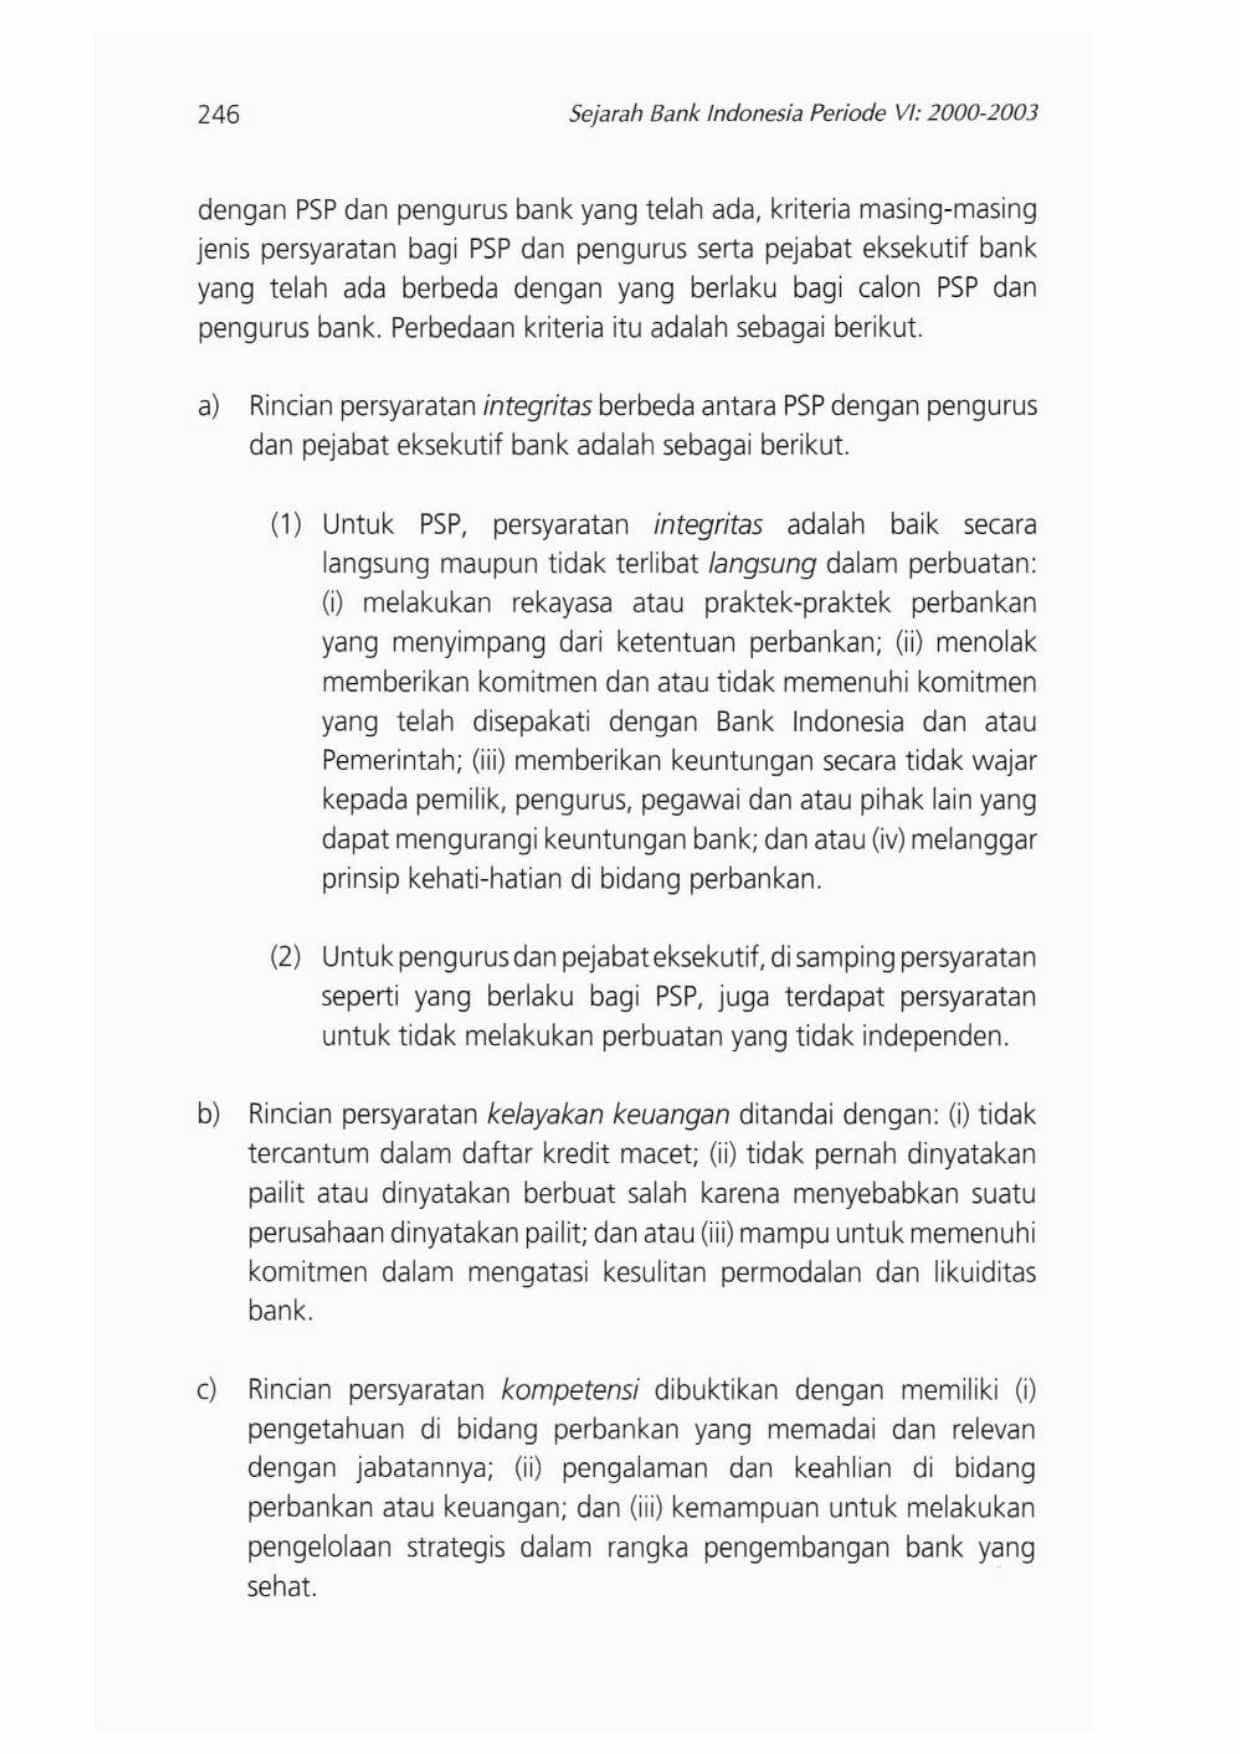 246 Sejarah Bank Indonesia Periode VI: 2000-2003
dengan PSP dan pengurus bank yang telah ada, kriteria masing-masing
jenis persyaratan bagi PSP dan pengurus serta pejabat eksekutif bank
yang telah ada berbeda dengan yang berlaku bagi calon PSP dan
pengurus bank. Perbedaan kriteria itu adalah sebagai berikut.
a) Rincian persyaratan integritas berbeda antara PSP dengan pengurus
dan pejabat eksekutif bank adalah sebagai berikut.
(1) Untuk PSP, persyaratan integritas adalah baik secara
langsung maupun tidak terlibat langsung dalam perbuatan:
(i) melakukan rekayasa atau praktek-praktek perbankan
yang menyimpang dari ketentuan perbankan; (ii) menolak
memberikan komitmen dan atau tidak memenuhi komitmen
yang telah disepakati dengan Bank Indonesia dan atau
Pemerintah; (iii) memberikan keuntungan secara tidak wajar
kepada pemilik, pengurus, pegawai dan atau pihak lain yang
dapat mengurangi keuntungan bank; dan atau (iv) melanggar
prinsip kehati-hatian di bidang perbankan.
(2) Untuk pengurus dan pejabat eksekutif, di samping persyaratan
seperti yang berlaku bagi PSP, juga terdapat persyaratan
untuk tidak melakukan perbuatan yang tidak independen.
b) Rincian persyaratan kelayakan keuangan ditandai dengan: (i) tidak
tercantum dalam daftar kredit macet; (ii) tidak pernah dinyatakan
pailit atau dinyatakan berbuat salah karena menyebabkan suatu
perusahaan dinyatakan pailit; dan atau (iii) mampu untuk memenuhi
komitmen dalam mengatasi kesulitan permodalan dan likuiditas
bank.
c) Rincian persyaratan kompetensi dibuktikan dengan memiliki (i)
pengetahuan di bidang perbankan yang memadai dan relevan
dengan jabatannya; (ii) pengalaman dan keahlian di bidang
perbankan atau keuangan; dan (iii) kemampuan untuk melakukan
pengelolaan strategis dalam rangka pengembangan bank yang
sehat.